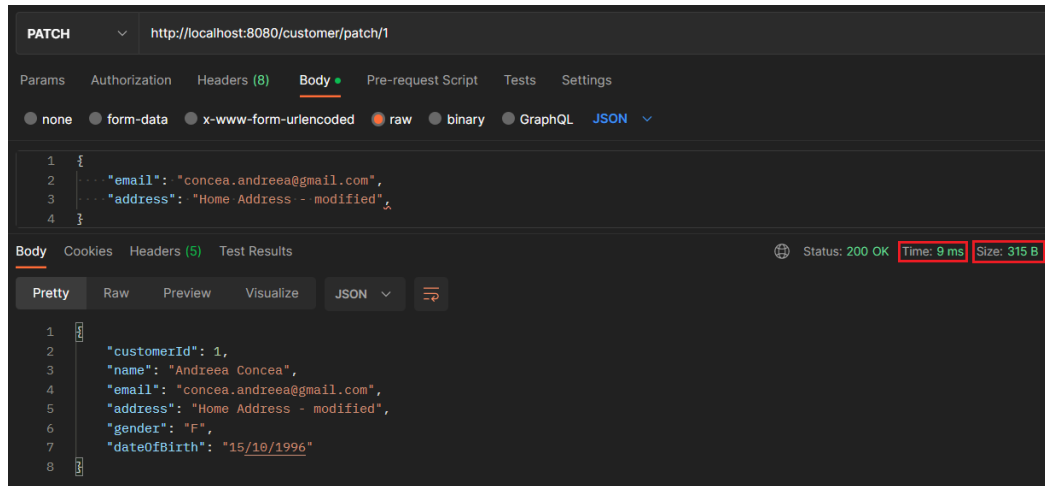 PATCH http://localhost:8080/customer/patch/1
Params Authorization Headers (8) Body Pre-request Script Tests Settings
none form-data x-www-form-urlencoded raw binary GraphQL JSON
1 {
2 "email": "concea.andreea@gmail.com",
3 "address": "Home Address - modified",
4 }
Body Cookies Headers (5) Test Results Status: 200 OK Time: 9 ms Size: 315 B
Pretty Raw Preview Visualize JSON
1 {
2 "customerId": 1,
3 "name": "Andreea Concea",
4 "email": "concea.andreea@gmail.com",
5 "address": "Home Address - modified",
6 "gender": "F",
7 "dateOfBirth": "15/10/1996"
8 }